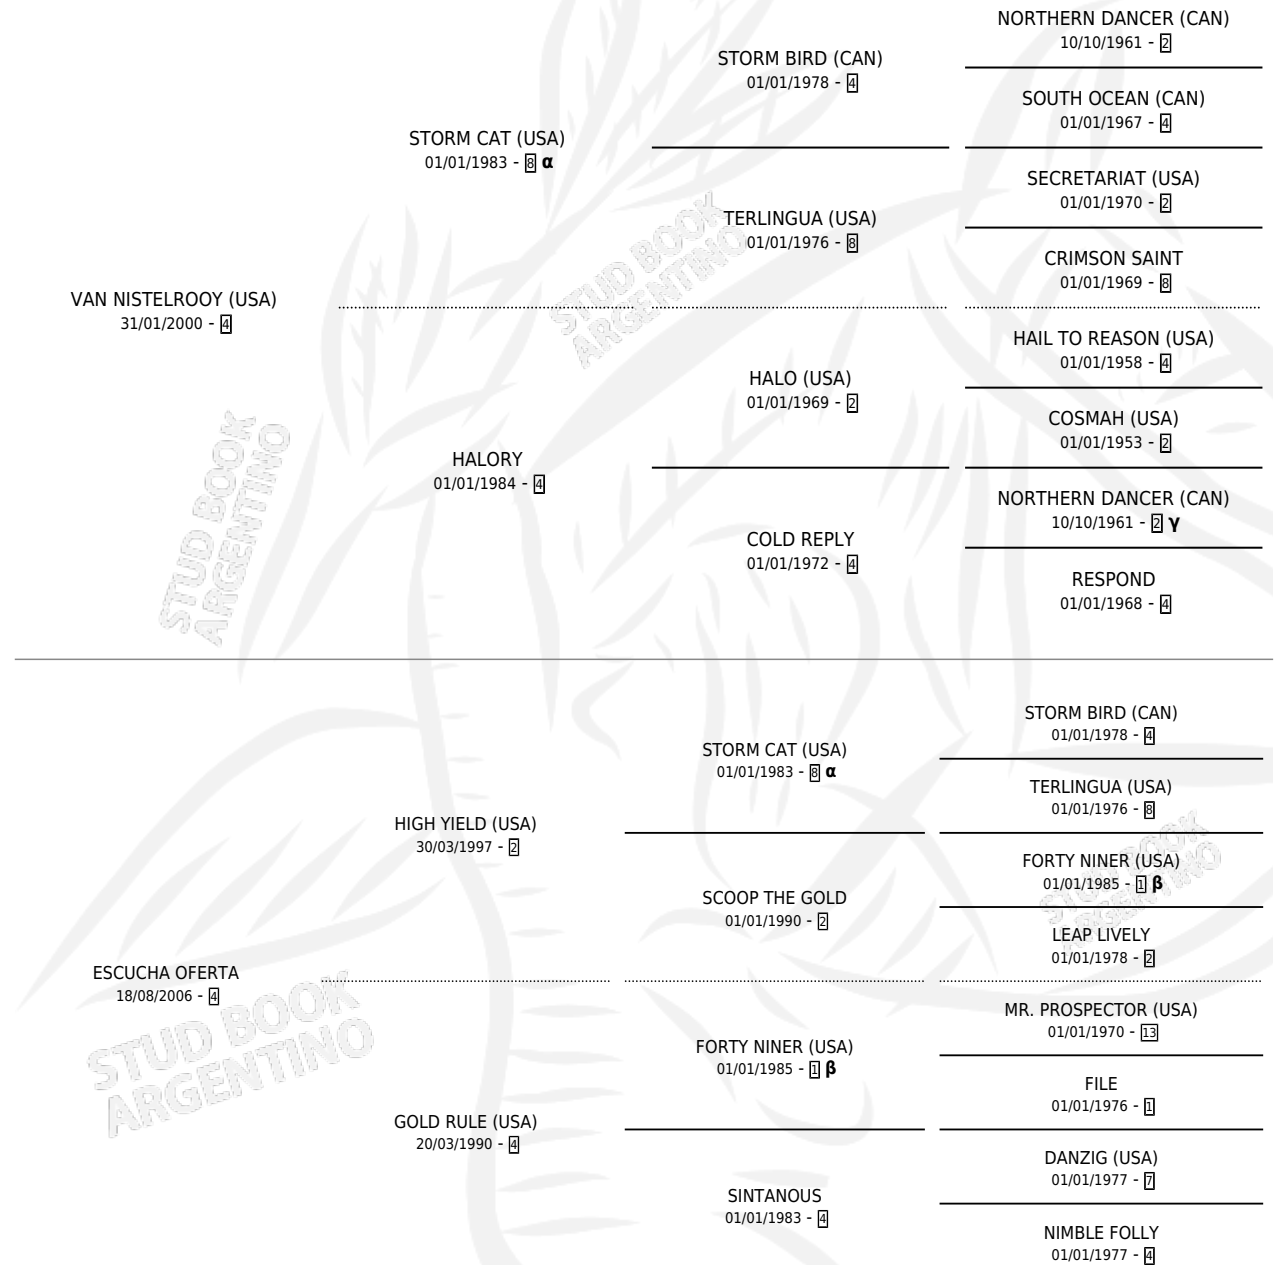 NORTHERN DANCER (CAN)
10/10/1961 - 2
STORM BIRD (CAN)
01/01/1978 - 4
SOUTH OCEAN (CAN)
01/01/1967 - 4
STORM CAT (USA)
01/01/1983 - 8 α
SECRETARIAT (USA)
01/01/1970 - 2
TERLINGUA (USA)
01/01/1976 - 8
CRIMSON SAINT
01/01/1969 - 8
VAN NISTELROOY (USA)
31/01/2000 - 4
HAIL TO REASON (USA)
01/01/1958 - 4
HALO (USA)
01/01/1969 - 2
COSMAH (USA)
01/01/1953 - 2
HALORY
01/01/1984 - 4
NORTHERN DANCER (CAN)
10/10/1961 - 2 γ
COLD REPLY
01/01/1972 - 4
RESPOND
01/01/1968 - 4
STORM BIRD (CAN)
01/01/1978 - 4
STORM CAT (USA)
01/01/1983 - 8 α
TERLINGUA (USA)
01/01/1976 - 8
HIGH YIELD (USA)
30/03/1997 - 2
FORTY NINER (USA)
01/01/1985 - 1 β
SCOOP THE GOLD
01/01/1990 - 2
LEAP LIVELY
01/01/1978 - 2
ESCUCHA OFERTA
18/08/2006 - 4
MR. PROSPECTOR (USA)
01/01/1970 - 13
FORTY NINER (USA)
01/01/1985 - 1 β
FILE
01/01/1976 - 1
GOLD RULE (USA)
20/03/1990 - 4
DANZIG (USA)
01/01/1977 - 7
SINTANOUS
01/01/1983 - 4
NIMBLE FOLLY
01/01/1977 - 4
STUD BOOK
ARGENTINO
STUD BOOK
ARGENTINO
STUD BOOK
ARGENTINO
STUD BOOK
ARGENTINO